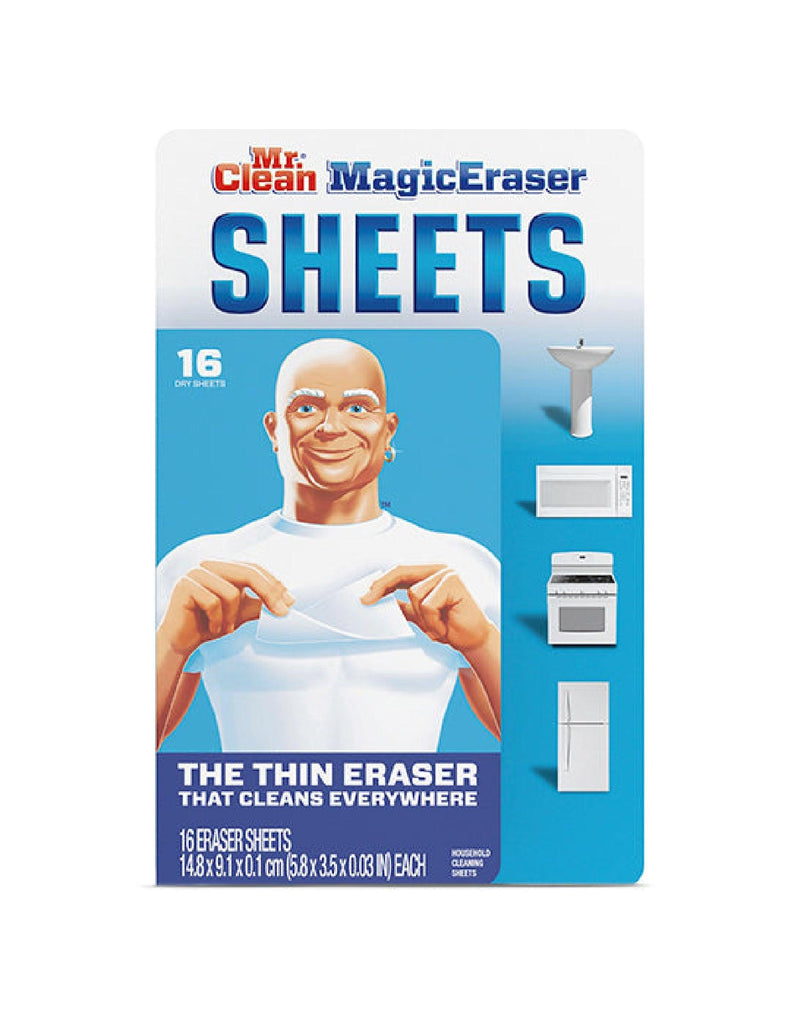 Mr.
Clean® MagicEraser
SHEETS
16
DRY SHEETS
TM
THE THIN ERASER
THAT CLEANS EVERYWHERE
16 ERASER SHEETS
14.8 x 9.1 x 0.1 cm (5.8 x 3.5 x 0.03 IN) EACH
HOUSEHOLD
CLEANING
SHEETS